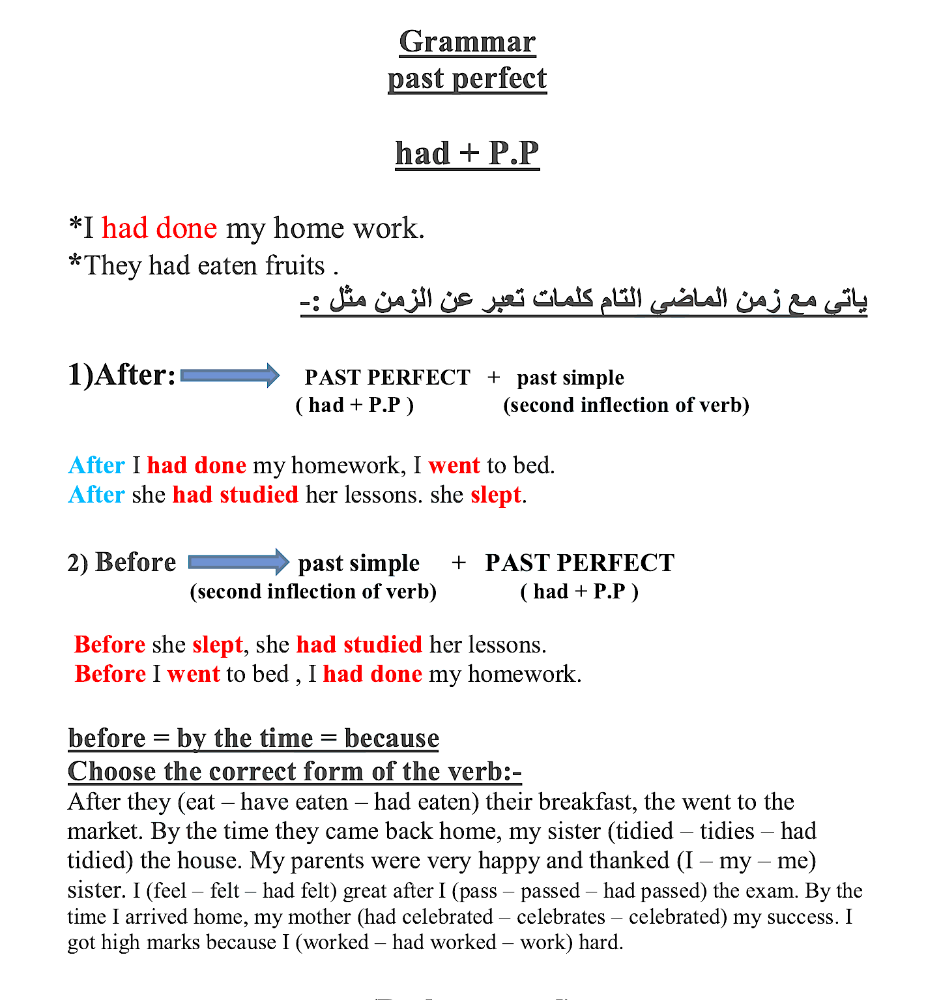 Grammar
past perfect
had + P.P
*I had done my home work.
*They had eaten fruits .
ياتي مع زمن الماضي التام كلمات تعبر عن الزمن مثل :-
1)After: PAST PERFECT + past simple
( had + P.P ) (second inflection of verb)
After I had done my homework, I went to bed.
After she had studied her lessons. she slept.
2) Before past simple + PAST PERFECT
(second inflection of verb) ( had + P.P )
Before she slept, she had studied her lessons.
Before I went to bed , I had done my homework.
before = by the time = because
Choose the correct form of the verb:-
After they (eat – have eaten – had eaten) their breakfast, the went to the
market. By the time they came back home, my sister (tidied – tidies – had
tidied) the house. My parents were very happy and thanked (I – my – me)
sister. I (feel – felt – had felt) great after I (pass – passed – had passed) the exam. By the
time I arrived home, my mother (had celebrated – celebrates – celebrated) my success. I
got high marks because I (worked – had worked – work) hard.